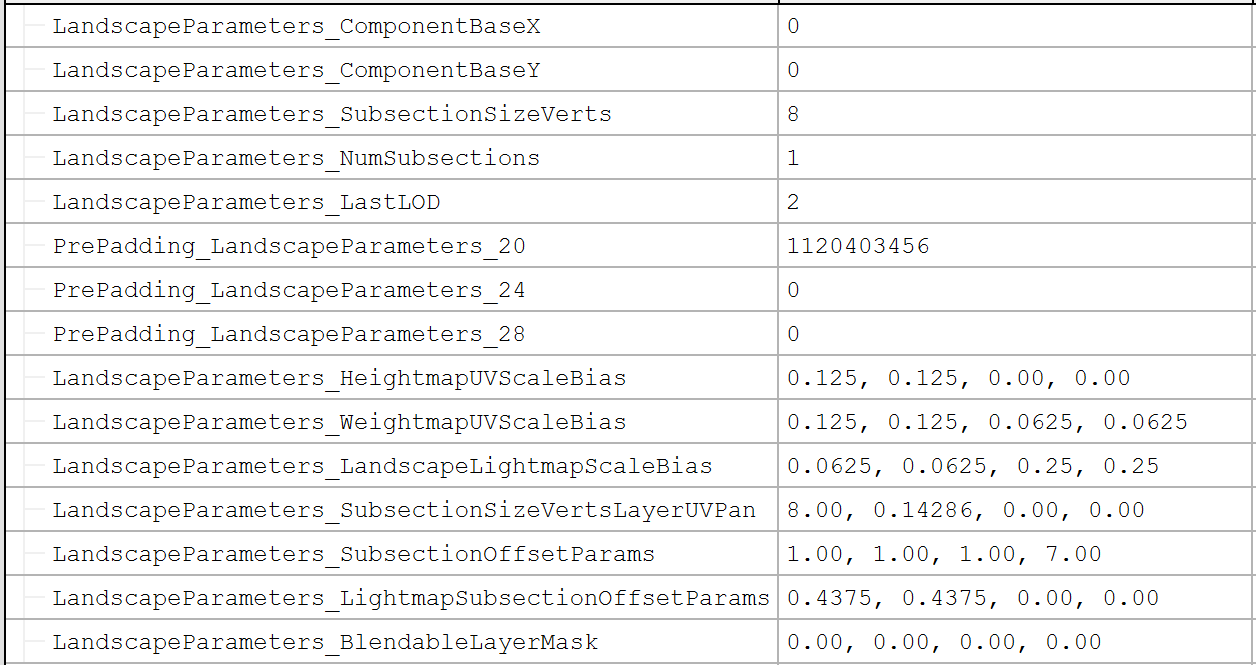 LandscapeParameters_ComponentBaseX 0
LandscapeParameters_ComponentBaseY 0
LandscapeParameters_SubsectionSizeVerts 8
LandscapeParameters_NumSubsections 1
LandscapeParameters_LastLOD 2
PrePadding_LandscapeParameters_20 1120403456
PrePadding_LandscapeParameters_24 0
PrePadding_LandscapeParameters_28 0
LandscapeParameters_HeightmapUVScaleBias 0.125, 0.125, 0.00, 0.00
LandscapeParameters_WeightmapUVScaleBias 0.125, 0.125, 0.0625, 0.0625
LandscapeParameters_LandscapeLightmapScaleBias 0.0625, 0.0625, 0.25, 0.25
LandscapeParameters_SubsectionSizeVertsLayerUVPan 8.00, 0.14286, 0.00, 0.00
LandscapeParameters_SubsectionOffsetParams 1.00, 1.00, 1.00, 7.00
LandscapeParameters_LightmapSubsectionOffsetParams 0.4375, 0.4375, 0.00, 0.00
LandscapeParameters_BlendableLayerMask 0.00, 0.00, 0.00, 0.00